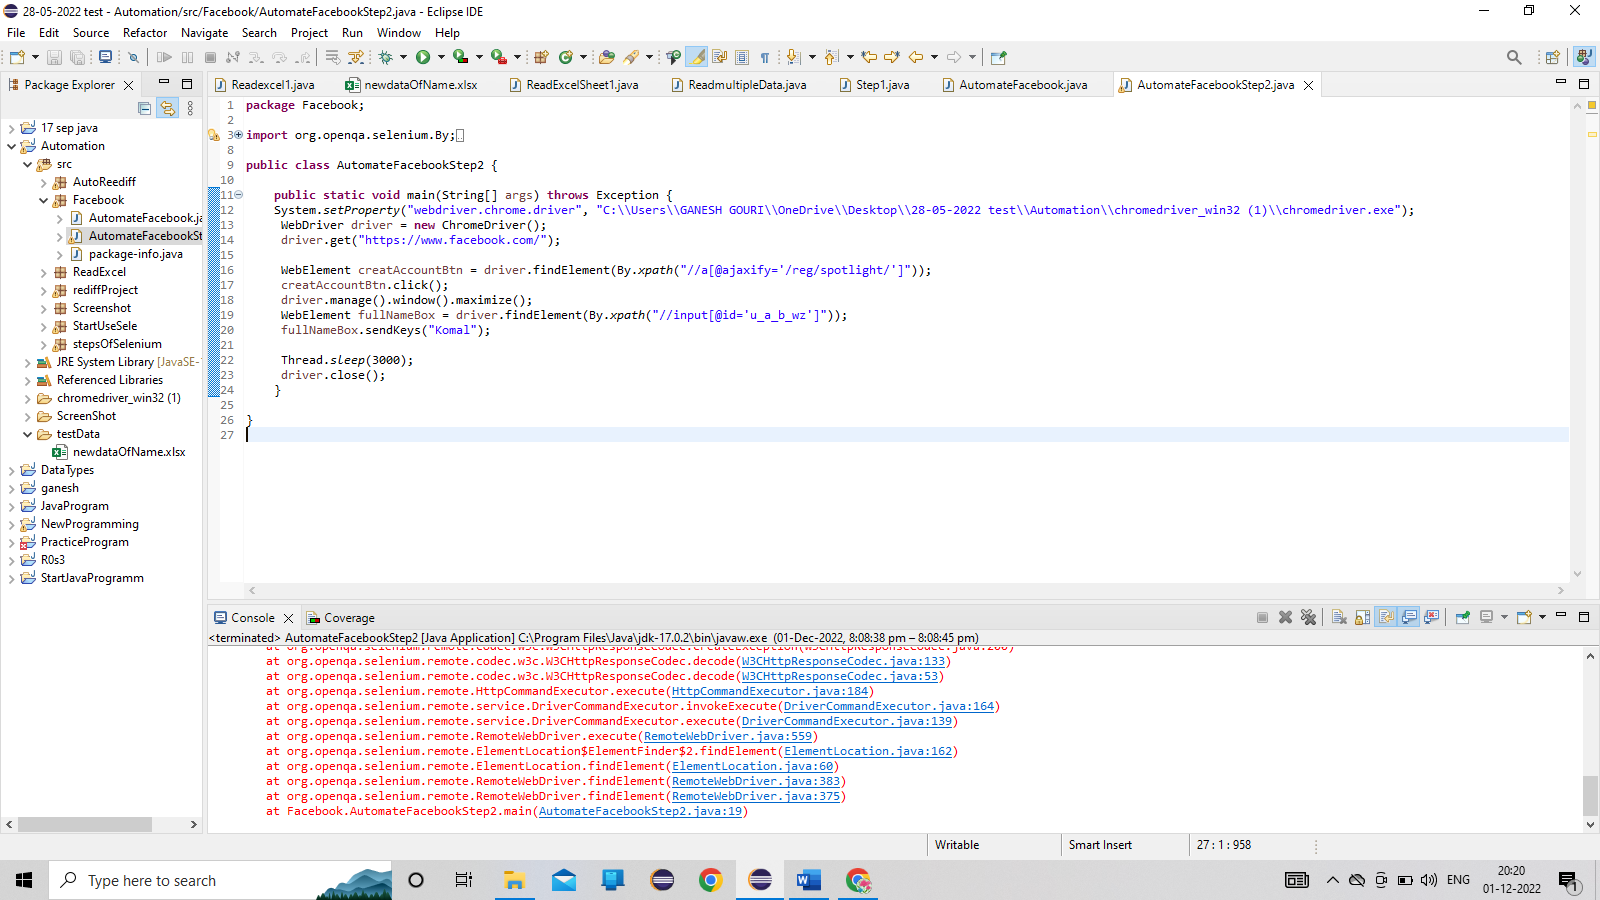 28-05-2022 test - Automation/src/Facebook/AutomateFacebookStep2.java - Eclipse IDE
File Edit Source Refactor Navigate Search Project Run Window Help
Package Explorer
17 sep java
Automation
src
AutoReediff
Facebook
AutomateFacebook.ja
AutomateFacebookSt
package-info.java
ReadExcel
rediffProject
Screenshot
StartUseSele
stepsOfSelenium
JRE System Library [JavaSE-
Referenced Libraries
chromedriver_win32 (1)
ScreenShot
testData
newdataOfName.xlsx
DataTypes
ganesh
JavaProgram
NewProgramming
PracticeProgram
R0s3
StartJavaProgramm
Readexcel1.java newdataOfName.xlsx ReadExcelSheet1.java ReadmultipleData.java Step1.java AutomateFacebook.java AutomateFacebookStep2.java
1 package Facebook;
2
3 import org.openqa.selenium.By;
8
9 public class AutomateFacebookStep2 {
10
11 public static void main(String[] args) throws Exception {
12 System.setProperty("webdriver.chrome.driver", "C:\\Users\\GANESH GOURI\\OneDrive\\Desktop\\28-05-2022 test\\Automation\\chromedriver_win32 (1)\\chromedriver.exe");
13 WebDriver driver = new ChromeDriver();
14 driver.get("https://www.facebook.com/");
15
16 WebElement creatAccountBtn = driver.findElement(By.xpath("//a[@ajaxify='/reg/spotlight/']"));
17 creatAccountBtn.click();
18 driver.manage().window().maximize();
19 WebElement fullNameBox = driver.findElement(By.xpath("//input[@id='u_a_b_wz']"));
20 fullNameBox.sendKeys("Komal");
21
22 Thread.sleep(3000);
23 driver.close();
24 }
25
26 }
27
Console Coverage
<terminated> AutomateFacebookStep2 [Java Application] C:\Program Files\Java\jdk-17.0.2\bin\javaw.exe (01-Dec-2022, 8:08:38 pm – 8:08:45 pm)
at org.openqa.selenium.remote.codec.w3c.W3CHttpResponseCodec.createException(W3CHttpResponseCodec.java:200)
at org.openqa.selenium.remote.codec.w3c.W3CHttpResponseCodec.decode(W3CHttpResponseCodec.java:133)
at org.openqa.selenium.remote.codec.w3c.W3CHttpResponseCodec.decode(W3CHttpResponseCodec.java:53)
at org.openqa.selenium.remote.HttpCommandExecutor.execute(HttpCommandExecutor.java:184)
at org.openqa.selenium.remote.service.DriverCommandExecutor.invokeExecute(DriverCommandExecutor.java:164)
at org.openqa.selenium.remote.service.DriverCommandExecutor.execute(DriverCommandExecutor.java:139)
at org.openqa.selenium.remote.RemoteWebDriver.execute(RemoteWebDriver.java:559)
at org.openqa.selenium.remote.ElementLocation$ElementFinder$2.findElement(ElementLocation.java:162)
at org.openqa.selenium.remote.ElementLocation.findElement(ElementLocation.java:60)
at org.openqa.selenium.remote.RemoteWebDriver.findElement(RemoteWebDriver.java:383)
at org.openqa.selenium.remote.RemoteWebDriver.findElement(RemoteWebDriver.java:375)
at Facebook.AutomateFacebookStep2.main(AutomateFacebookStep2.java:19)
Writable Smart Insert 27 : 1 : 958
Type here to search
ENG
20:20
01-12-2022
1